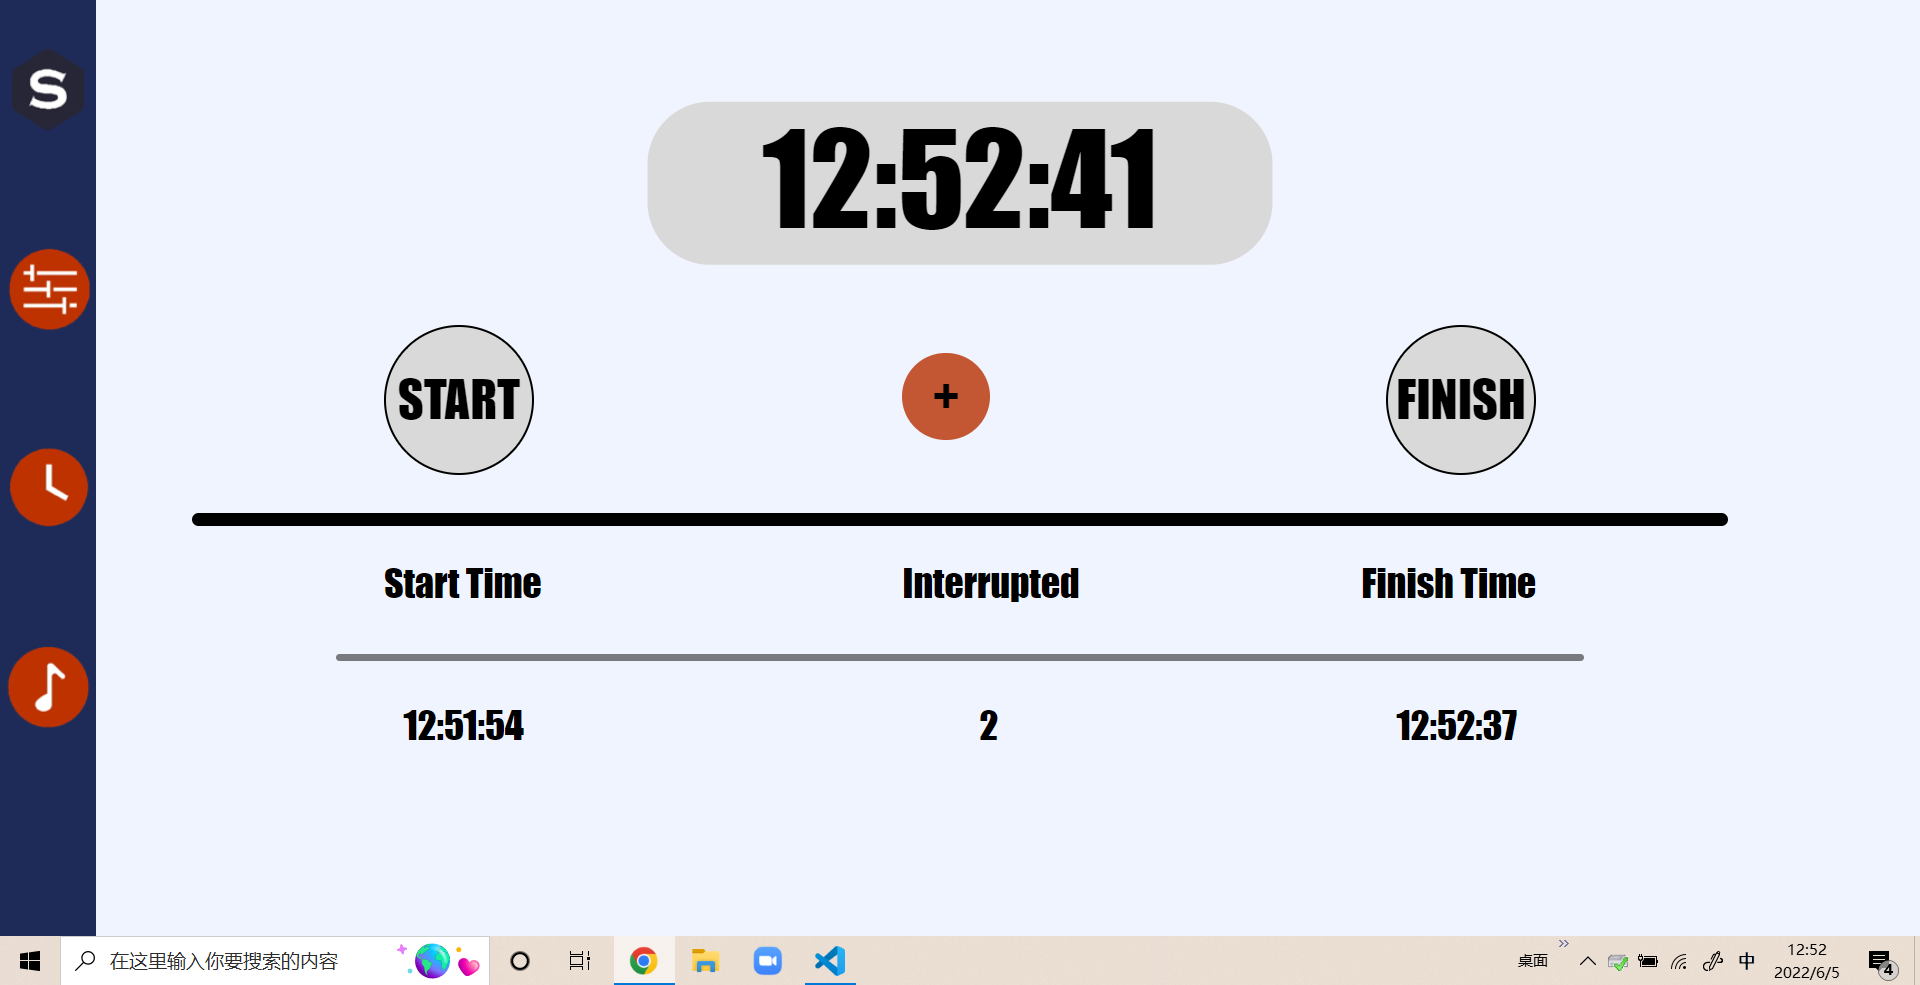 S
12:52:41
START
+
FINISH
Start Time
Interrupted
Finish Time
12:51:54
2
12:52:37
在这里输入你要搜索的内容
桌面
中
12:52
2022/6/5
4